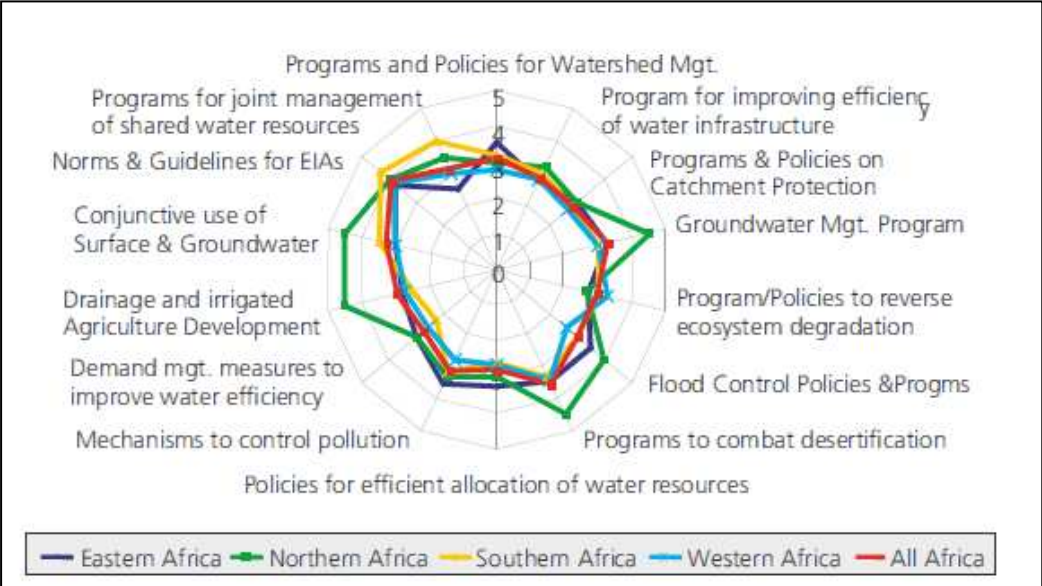 Programs and Policies for Watershed Mgt.
Programs for joint management
of shared water resources
Program for improving efficiency
of water infrastructure
Norms & Guidelines for EIAs
Programs & Policies on
Catchment Protection
Conjunctive use of
Surface & Groundwater
Groundwater Mgt. Program
Drainage and irrigated
Agriculture Development
Program/Policies to reverse
ecosystem degradation
Demand mgt. measures to
improve water efficiency
Flood Control Policies &Progms
Mechanisms to control pollution
Programs to combat desertification
Policies for efficient allocation of water resources
5
4
3
2
1
0
Eastern Africa Northern Africa Southern Africa Western Africa All Africa